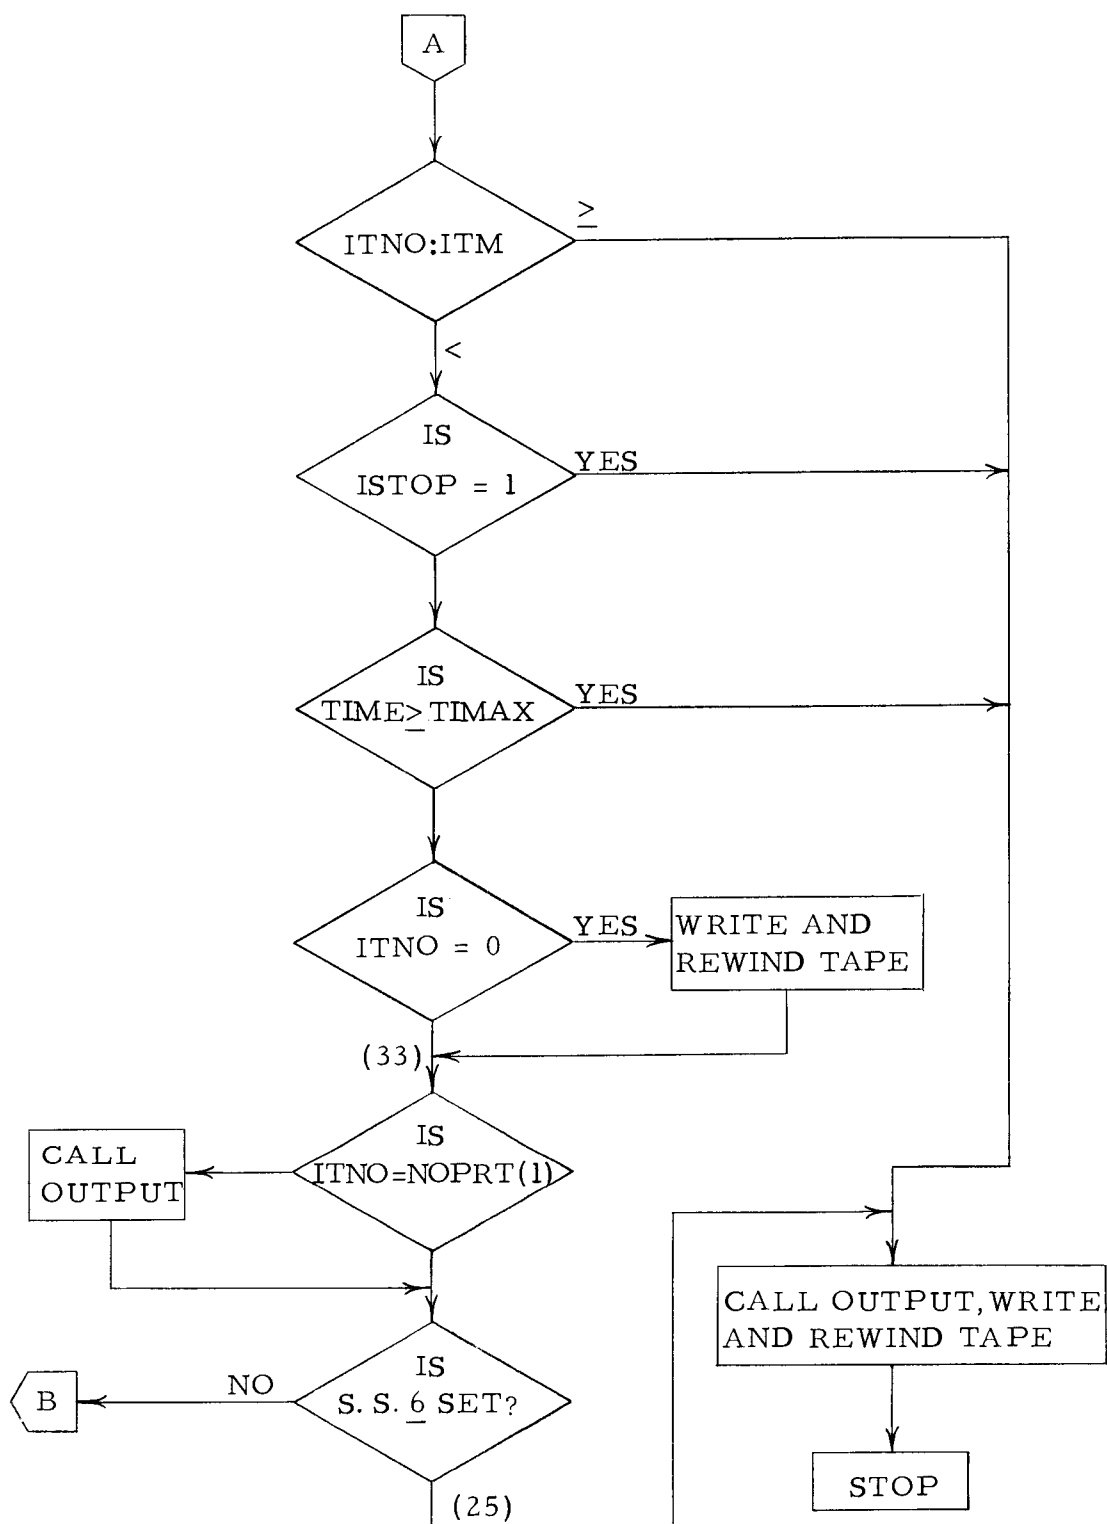 A
ITNO:ITM
≥
<
IS
ISTOP = 1
YES
IS
TIME≥TIMAX
YES
IS
ITNO = 0
YES
WRITE AND
REWIND TAPE
(33)
IS
ITNO=NOPRT(1)
CALL
OUTPUT
CALL OUTPUT, WRITE
AND REWIND TAPE
IS
S. S. 6 SET?
NO
B
(25)
STOP